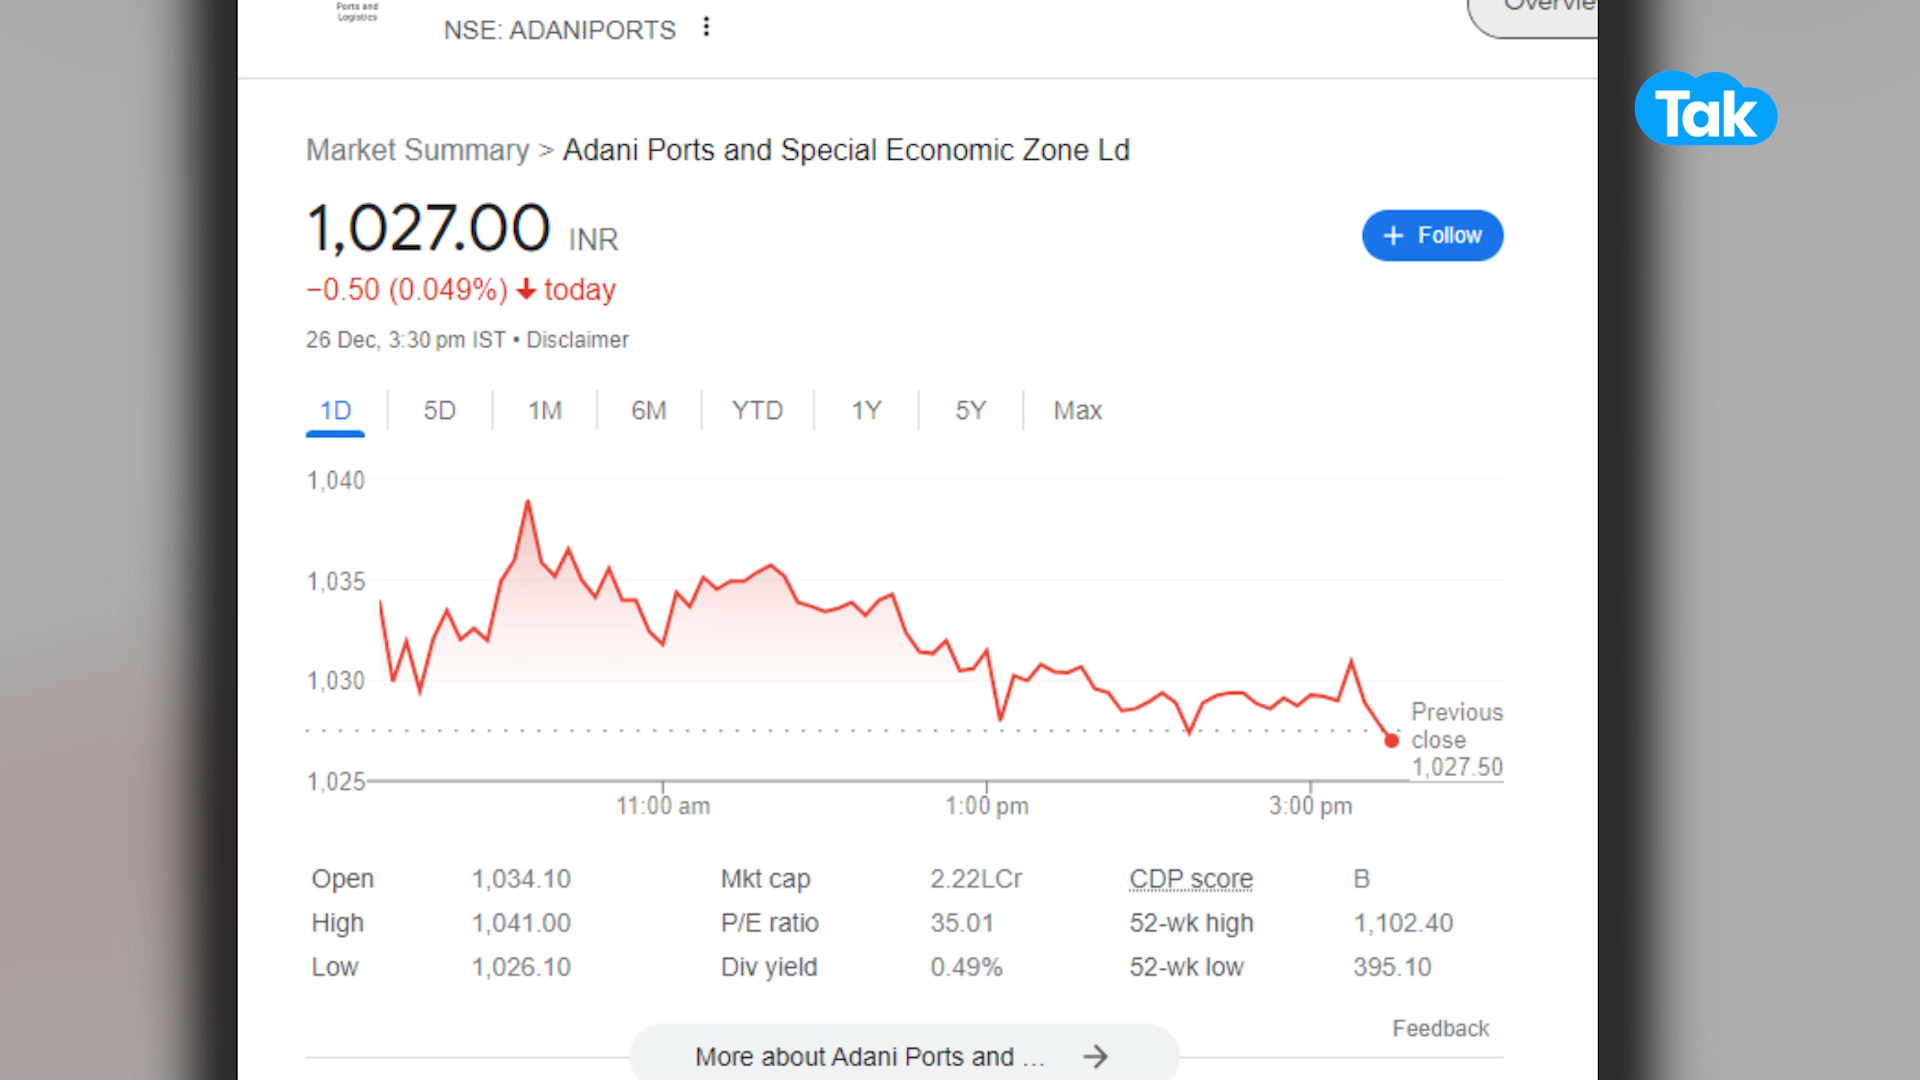 Ports and
Logistics
NSE: ADANIPORTS
Tak
Market Summary > Adani Ports and Special Economic Zone Ld
1,027.00 INR
+ Follow
−0.50 (0.049%) ↓ today
26 Dec, 3:30 pm IST • Disclaimer
1D 5D 1M 6M YTD 1Y 5Y Max
1,040
1,035
1,030
1,025
Previous
close
1,027.50
11:00 am 1:00 pm 3:00 pm
Open 1,034.10 Mkt cap 2.22LCr CDP score B
High 1,041.00 P/E ratio 35.01 52-wk high 1,102.40
Low 1,026.10 Div yield 0.49% 52-wk low 395.10
Feedback
More about Adani Ports and ... →